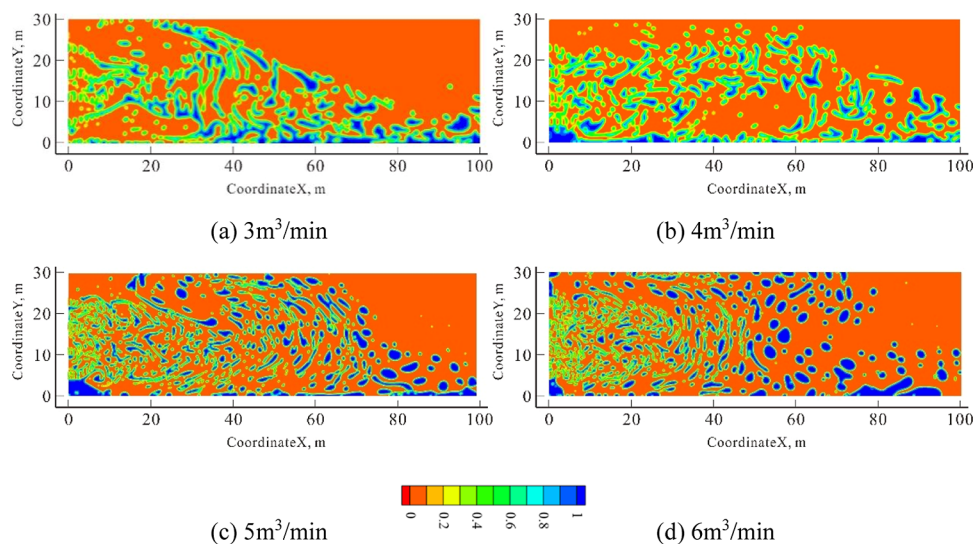 30
20
10
0
CoordinateY, m
0 20 40 60 80 100
CoordinateX, m
(a) 3m³/min
30
20
10
0
CoordinateY, m
0 20 40 60 80 100
CoordinateX, m
(b) 4m³/min
30
20
10
0
CoordinateY, m
0 20 40 60 80 100
CoordinateX, m
30
20
10
0
CoordinateY, m
0 20 40 60 80 100
CoordinateX, m
0 0.2 0.4 0.6 0.8 1
(c) 5m³/min
(d) 6m³/min